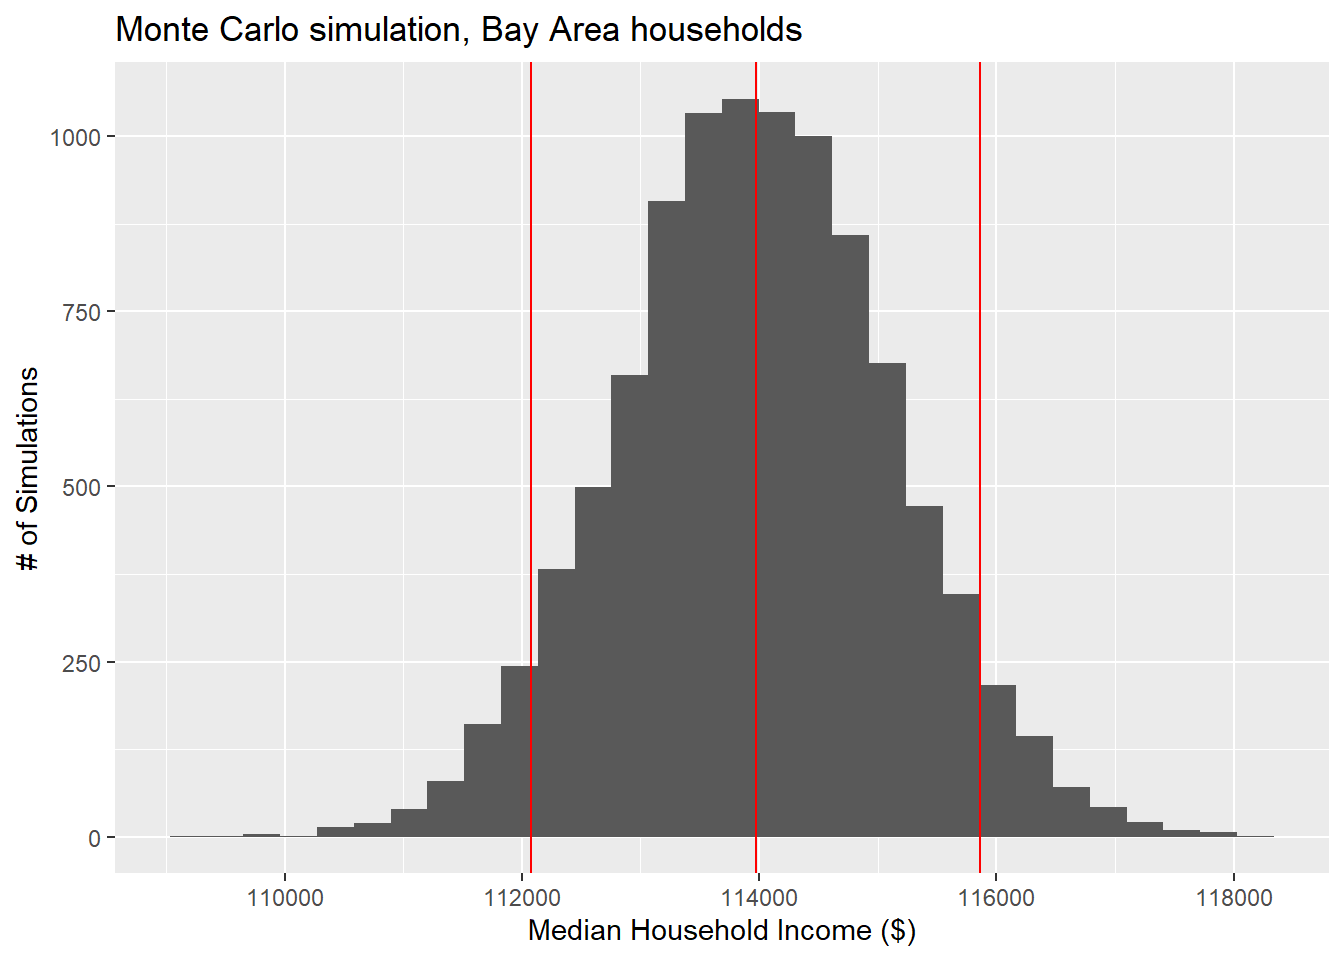 Monte Carlo simulation, Bay Area households
# of Simulations
1000
750
500
250
0
110000 112000 114000 116000 118000
Median Household Income ($)